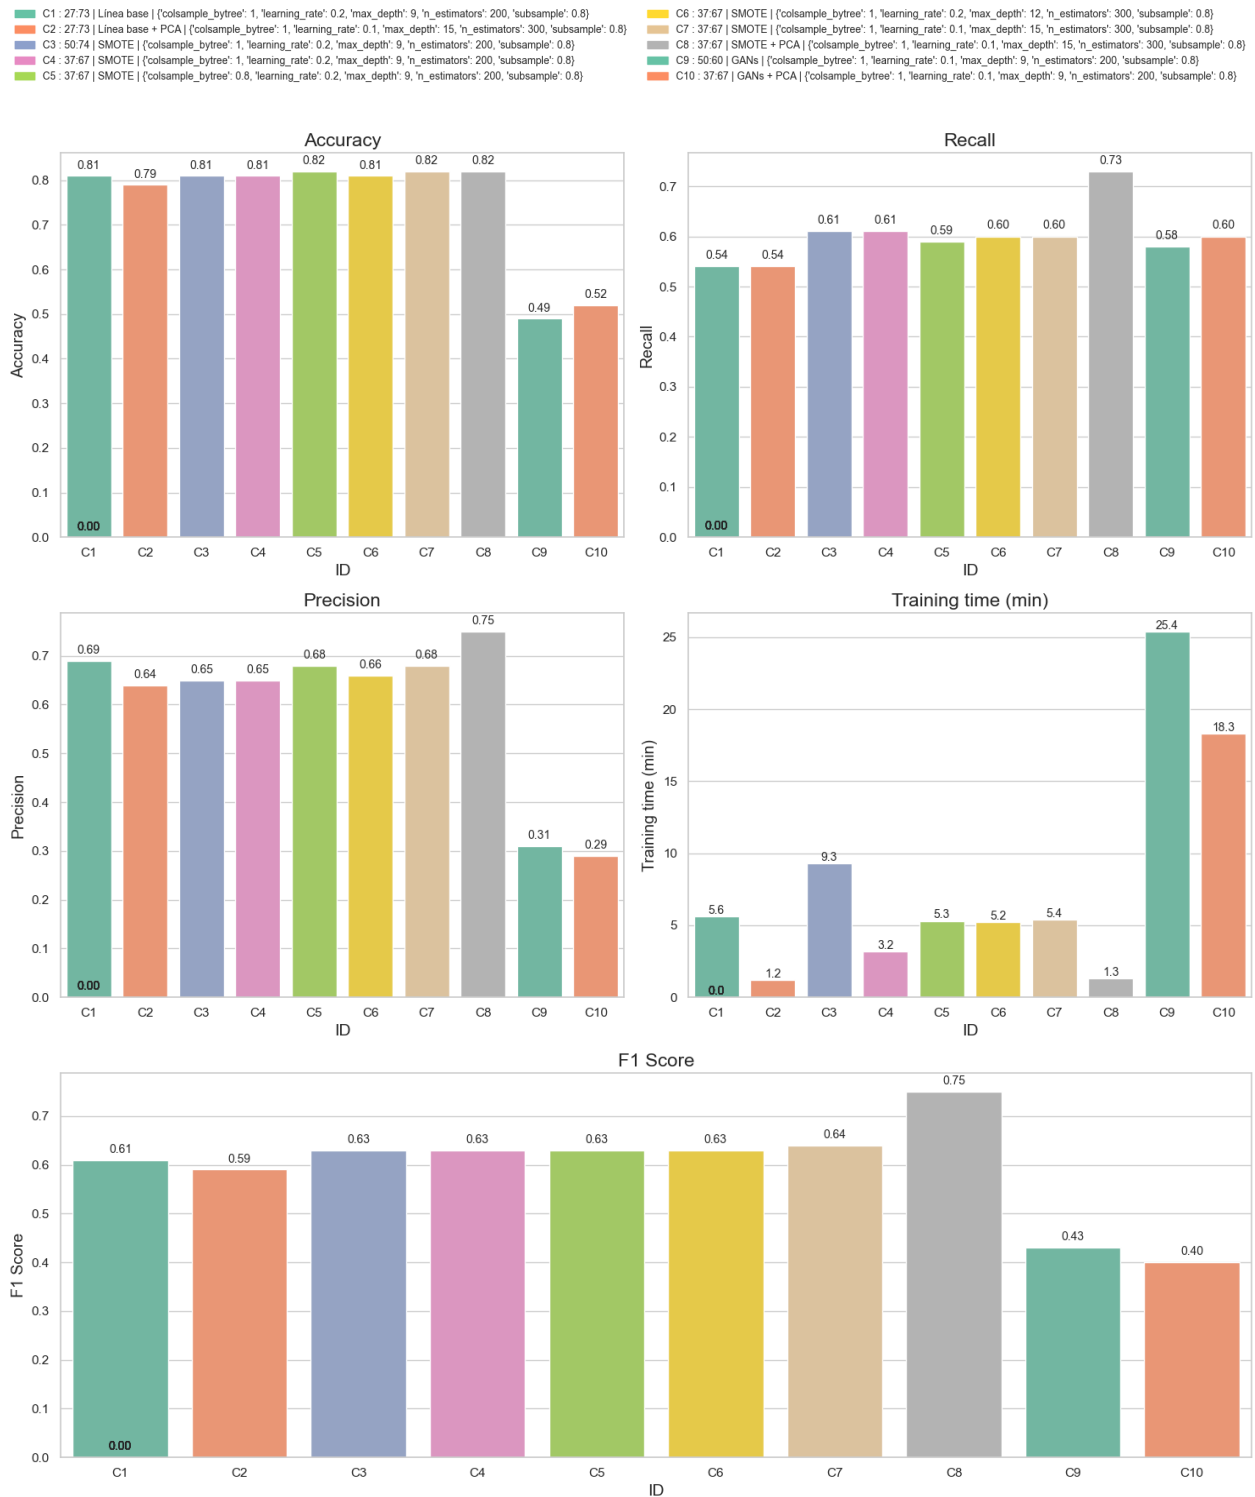 C1 : 27:73 | Línea base | {'colsample_bytree': 1, 'learning_rate': 0.2, 'max_depth': 9, 'n_estimators': 200, 'subsample': 0.8}
C2 : 27:73 | Línea base + PCA | {'colsample_bytree': 1, 'learning_rate': 0.1, 'max_depth': 15, 'n_estimators': 300, 'subsample': 0.8}
C3 : 50:74 | SMOTE | {'colsample_bytree': 1, 'learning_rate': 0.2, 'max_depth': 9, 'n_estimators': 200, 'subsample': 0.8}
C4 : 37:67 | SMOTE | {'colsample_bytree': 1, 'learning_rate': 0.2, 'max_depth': 9, 'n_estimators': 200, 'subsample': 0.8}
C5 : 37:67 | SMOTE | {'colsample_bytree': 0.8, 'learning_rate': 0.2, 'max_depth': 9, 'n_estimators': 200, 'subsample': 0.8}
C6 : 37:67 | SMOTE | {'colsample_bytree': 1, 'learning_rate': 0.2, 'max_depth': 12, 'n_estimators': 300, 'subsample': 0.8}
C7 : 37:67 | SMOTE | {'colsample_bytree': 1, 'learning_rate': 0.1, 'max_depth': 15, 'n_estimators': 300, 'subsample': 0.8}
C8 : 37:67 | SMOTE + PCA | {'colsample_bytree': 1, 'learning_rate': 0.1, 'max_depth': 15, 'n_estimators': 300, 'subsample': 0.8}
C9 : 50:60 | GANs | {'colsample_bytree': 1, 'learning_rate': 0.1, 'max_depth': 9, 'n_estimators': 200, 'subsample': 0.8}
C10 : 37:67 | GANs + PCA | {'colsample_bytree': 1, 'learning_rate': 0.1, 'max_depth': 9, 'n_estimators': 200, 'subsample': 0.8}
Accuracy
0.81 0.79 0.81 0.81 0.82 0.81 0.82 0.82 0.49 0.52
0.00
Accuracy
0.8
0.7
0.6
0.5
0.4
0.3
0.2
0.1
0.0
C1 C2 C3 C4 C5 C6 C7 C8 C9 C10
ID
Recall
0.54 0.54 0.61 0.61 0.59 0.60 0.60 0.73 0.58 0.60
0.00
Recall
0.7
0.6
0.5
0.4
0.3
0.2
0.1
0.0
C1 C2 C3 C4 C5 C6 C7 C8 C9 C10
ID
Precision
0.69 0.64 0.65 0.65 0.68 0.66 0.68 0.75 0.31 0.29
0.00
Precision
0.7
0.6
0.5
0.4
0.3
0.2
0.1
0.0
C1 C2 C3 C4 C5 C6 C7 C8 C9 C10
ID
Training time (min)
5.6 1.2 9.3 3.2 5.3 5.2 5.4 1.3 25.4 18.3
0.0
Training time (min)
25
20
15
10
5
0
C1 C2 C3 C4 C5 C6 C7 C8 C9 C10
ID
F1 Score
0.61 0.59 0.63 0.63 0.63 0.63 0.64 0.75 0.43 0.40
0.00
F1 Score
0.7
0.6
0.5
0.4
0.3
0.2
0.1
0.0
C1 C2 C3 C4 C5 C6 C7 C8 C9 C10
ID